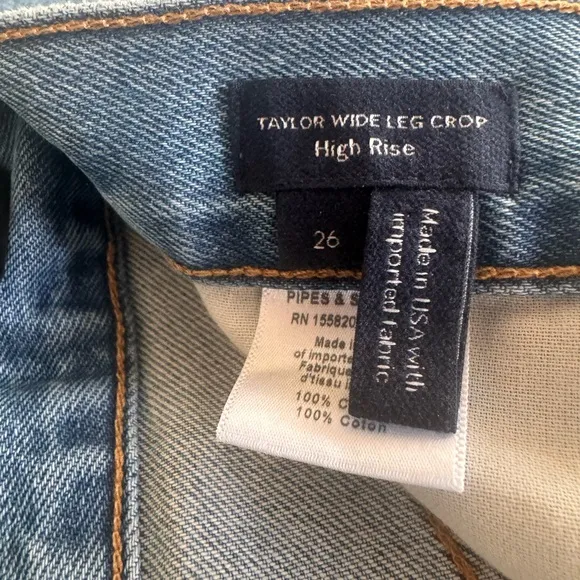 TAYLOR WIDE LEG CROP
High Rise
26
Made in USA with
imported fabric
PIPES & S
RN 155820
Made i
of importe
Fabrique
d'tissu i
100% C
100% Coton